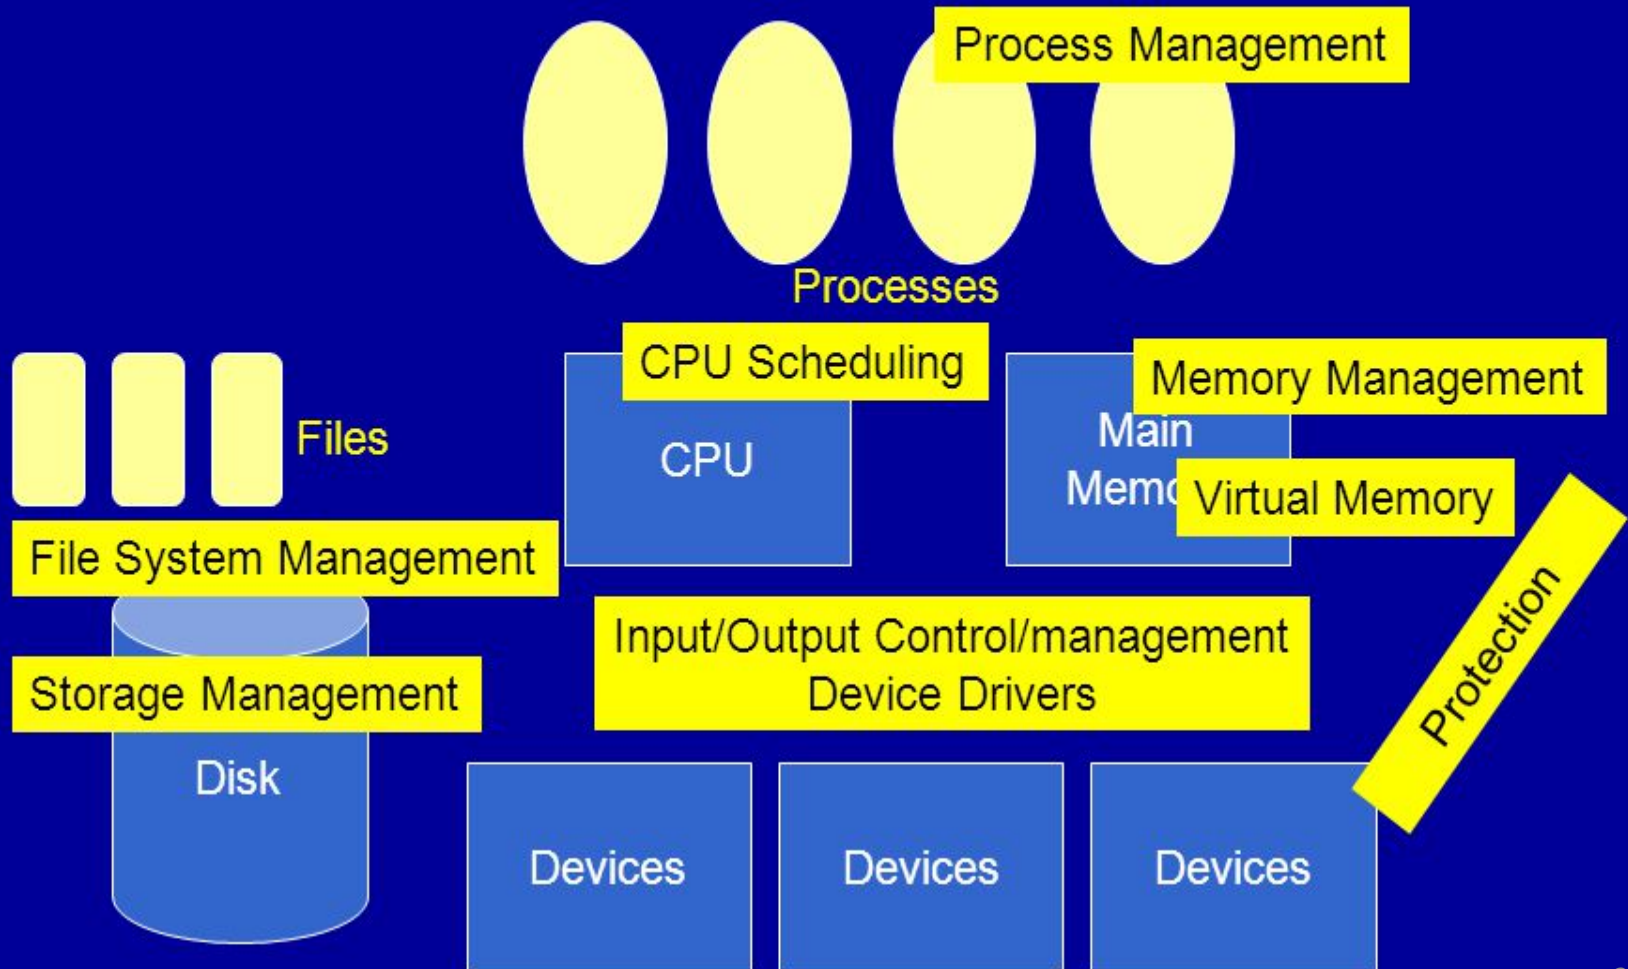 Process Management
Processes
CPU Scheduling
Memory Management
Main
Virtual Memory
Files
CPU
File System Management
Input/Output Control/management
Device Drivers
Protection
Storage Management
Disk
Devices
Devices
Devices